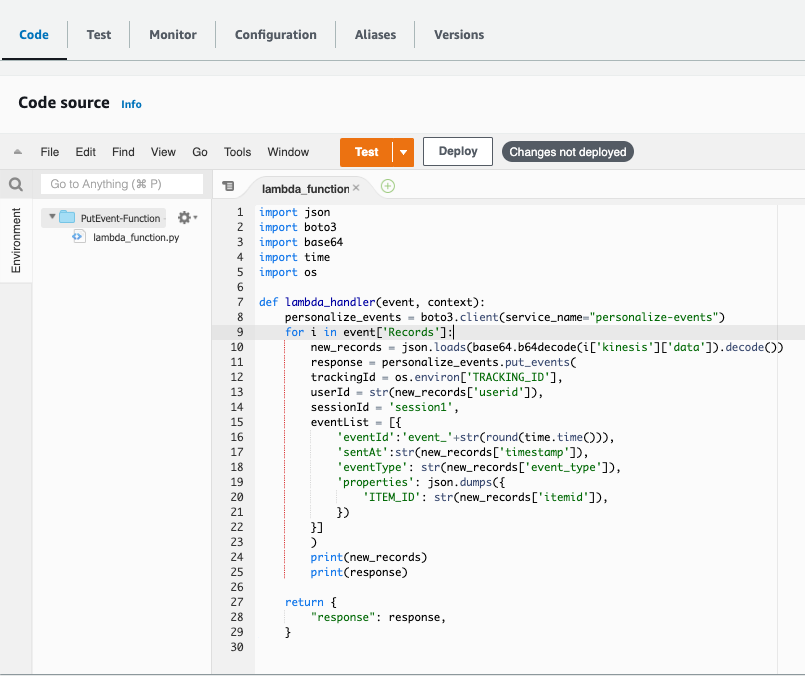 Code Test Monitor Configuration Aliases Versions
Code source Info
File Edit Find View Go Tools Window Test Deploy Changes not deployed
Go to Anything (⌘ P)
lambda_function
Environment
PutEvent-Function
lambda_function.py
1 import json
2 import boto3
3 import base64
4 import time
5 import os
6
7 def lambda_handler(event, context):
8     personalize_events = boto3.client(service_name="personalize-events")
9     for i in event['Records']:
10         new_records = json.loads(base64.b64decode(i['kinesis']['data']).decode())
11         response = personalize_events.put_events(
12         trackingId = os.environ['TRACKING_ID'],
13         userId = str(new_records['userid']),
14         sessionId = 'session1',
15         eventList = [{
16             'eventId':'event_'+str(round(time.time())),
17             'sentAt':str(new_records['timestamp']),
18             'eventType': str(new_records['event_type']),
19             'properties': json.dumps({
20                 'ITEM_ID': str(new_records['itemid']),
21             })
22         }]
23         )
24         print(new_records)
25         print(response)
26
27     return {
28         "response": response,
29     }
30